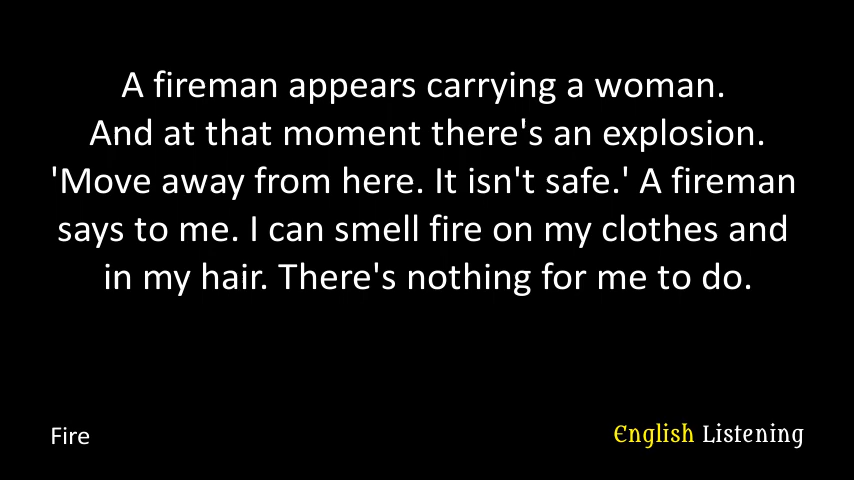 A fireman appears carrying a woman.
And at that moment there's an explosion.
'Move away from here. It isn't safe.' A fireman
says to me. I can smell fire on my clothes and
in my hair. There's nothing for me to do.
Fire
English Listening